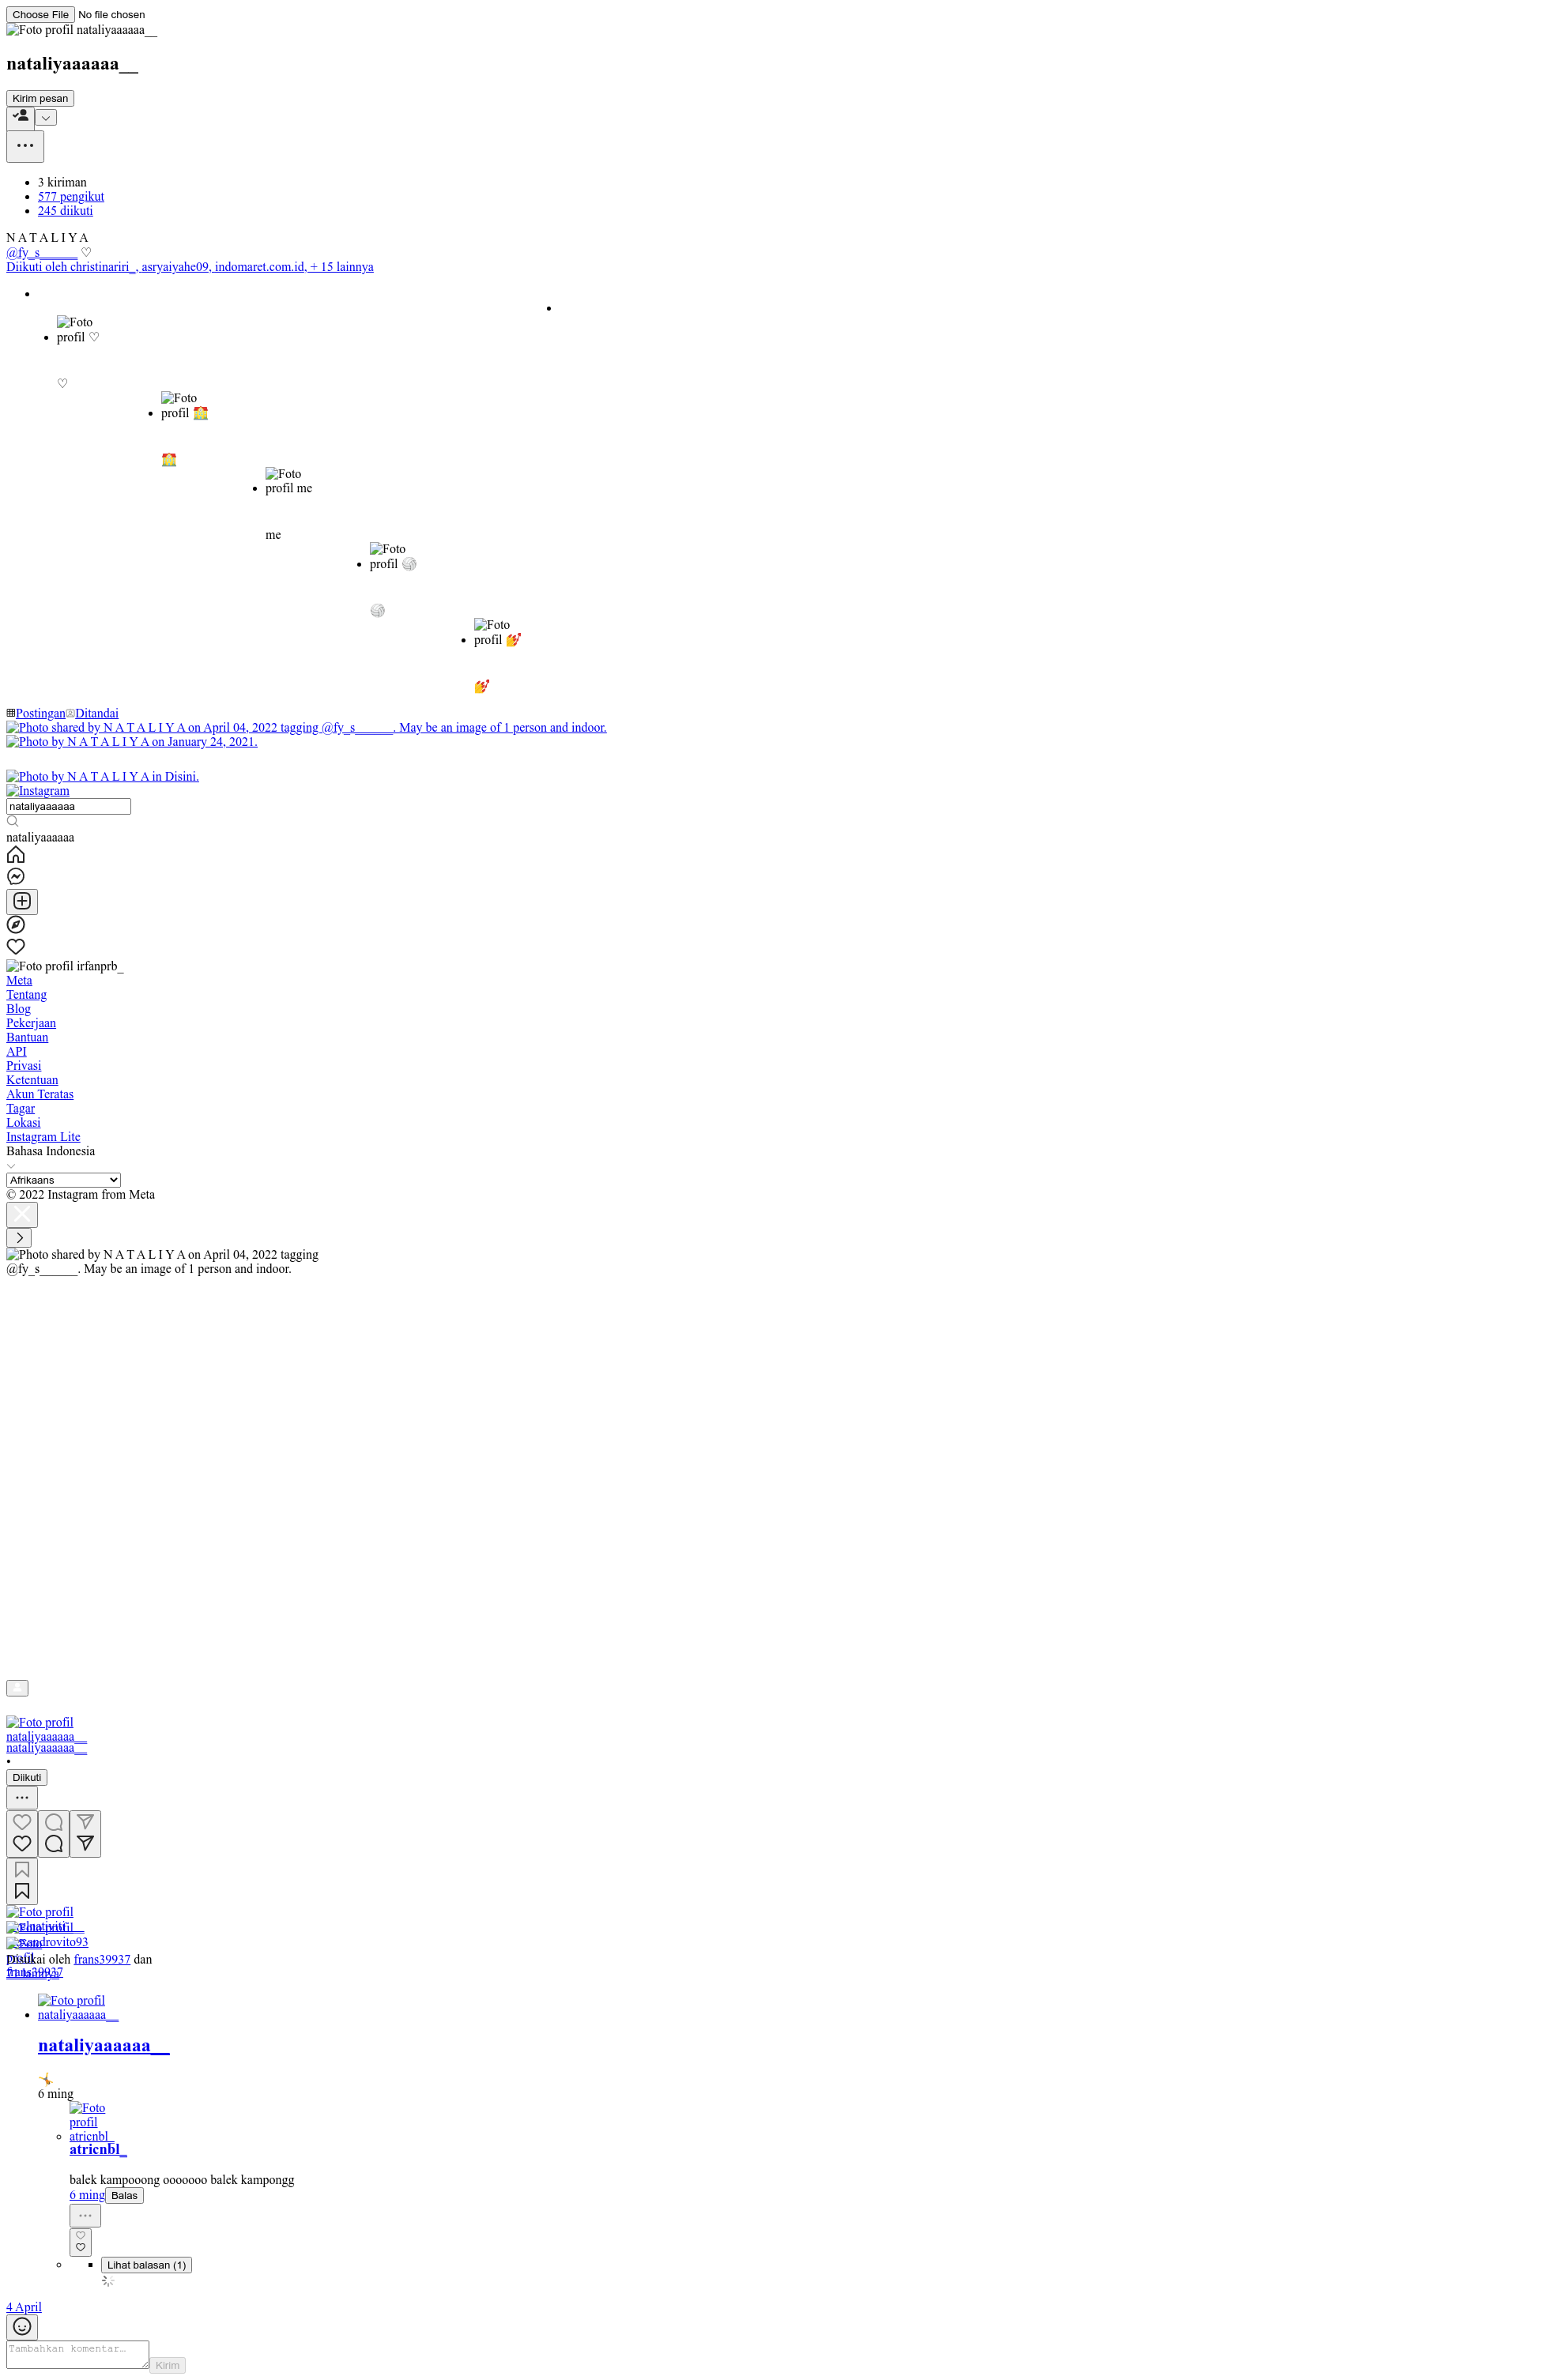 Choose File No file chosen
Foto profil nataliyaaaaaa__
nataliyaaaaaa__
Kirim pesan
3 kiriman
577 pengikut
245 diikuti
N A T A L I Y A
@fy_s______ ♡
Diikuti oleh christinariri_, asryaiyahe09, indomaret.com.id, + 15 lainnya
Foto
profil ♡
♡
Foto
profil 🏫
🏫
Foto
profil me
me
Foto
profil 🏐
🏐
Foto
profil 💅
💅
Postingan Ditandai
Photo shared by N A T A L I Y A on April 04, 2022 tagging @fy_s______. May be an image of 1 person and indoor.
Photo by N A T A L I Y A on January 24, 2021.
Photo by N A T A L I Y A in Disini.
Instagram
nataliyaaaaaa
nataliyaaaaaa
Foto profil irfanprb_
Meta
Tentang
Blog
Pekerjaan
Bantuan
API
Privasi
Ketentuan
Akun Teratas
Tagar
Lokasi
Instagram Lite
Bahasa Indonesia
Afrikaans
© 2022 Instagram from Meta
Photo shared by N A T A L I Y A on April 04, 2022 tagging
@fy_s______. May be an image of 1 person and indoor.
Foto profil
nataliyaaaaaa__
nataliyaaaaaa__
•
Diikuti
Foto profil
Foto profil
Foto
Disukai oleh frans39937 dan
frans39937
nataliyaaaaaa__
Foto profil
nataliyaaaaaa__
🤸
6 ming
Foto
profil
atricnbl_
atricnbl_
balek kampooong ooooooo balek kampongg
6 ming Balas
Lihat balasan (1)
4 April
Tambahkan komentar...
Kirim